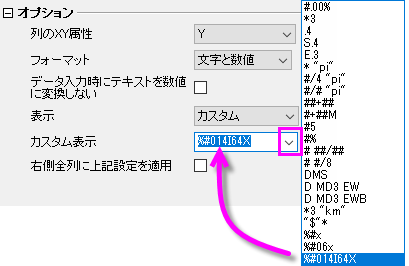 オプション
列のXY属性
Y
フォーマット
文字と数値
データ入力時にテキストを数値
に変換しない
表示
カスタム
カスタム表示
%#014I64X
右側全列に上記設定を適用
#.00%
*3
.4
S.4
E.3
* "pi"
#/4 "pi"
#/# "pi"
##+##
#+##M
#5
#%
# ##/##
# #/8
DMS
D MD3 EW
D MD3 EWB
*3 "km"
"$"*
%#x
%#06x
%#014I64X